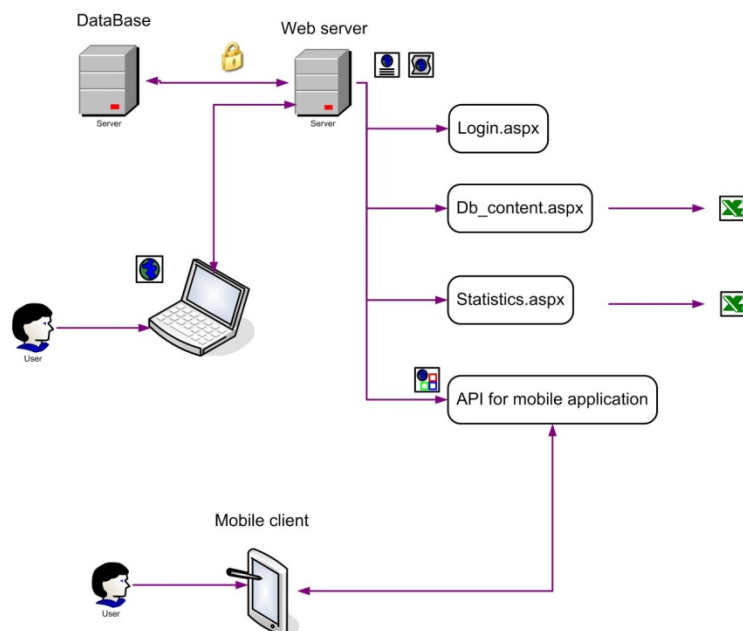 DataBase
Web server
Server
Server
Login.aspx
Db_content.aspx
Statistics.aspx
User
API for mobile application
Mobile client
User